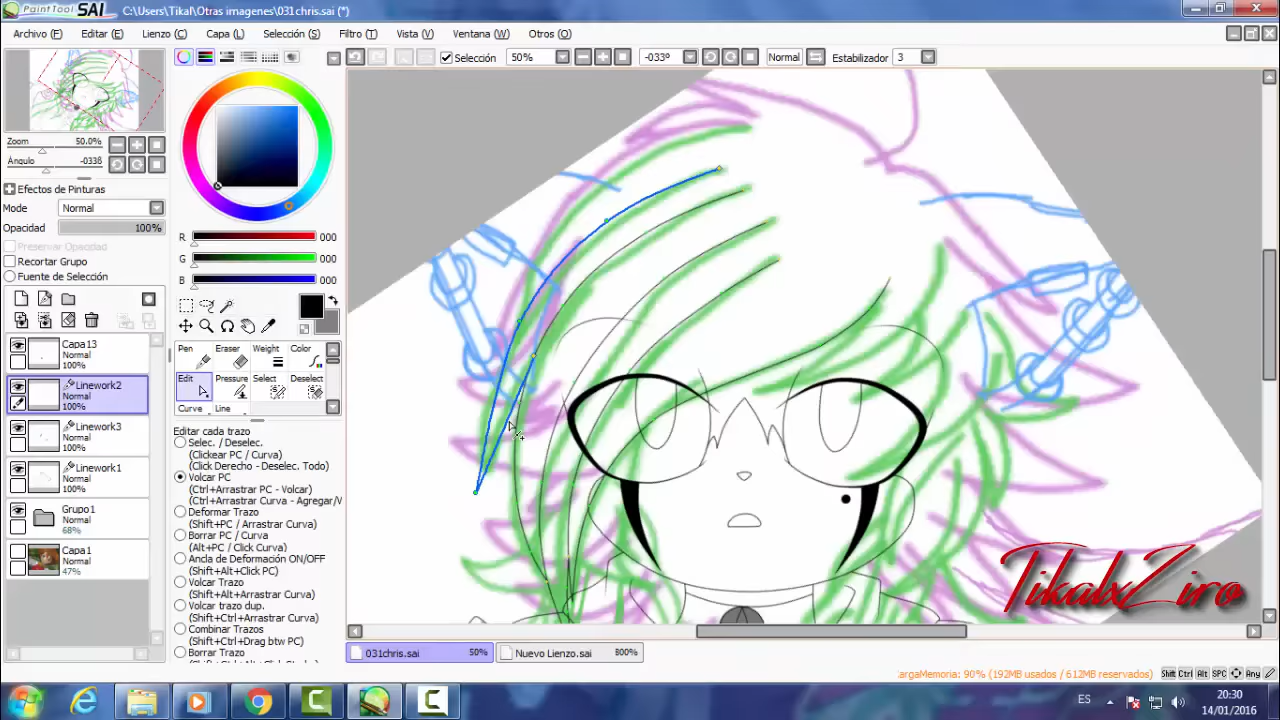 PaintTool SAI C:\Users\Tikal\Otras imagenes\031chris.sai (*)
Archivo (F) Editar (E) Lienzo (C) Capa (L) Selección (S) Filtro (T) Vista (V) Ventana (W) Otros (O)
Selección 50% -033º Normal Estabilizador 3
Zoom 50.0%
Ángulo -033ß
Efectos de Pinturas
Mode Normal
Opacidad 100%
Preservar Opacidad
Recortar Grupo
Fuente de Selección
Capa13
Normal
100%
Linework2
Normal
100%
Linework3
Normal
100%
Linework1
Normal
100%
Grupo1
Normal
68%
Capa1
Normal
47%
R 000
G 000
B 000
Pen Eraser Weight Color
Edit Pressure Select Deselect
Curve Line
Editar cada trazo
Selec. / Deselec.
(Clickear PC / Curva)
(Click Derecho - Deselec. Todo)
Volcar PC
(Ctrl+Arrastrar PC - Volcar)
(Ctrl+Arrastrar Curva - Agregar/V
Deformar Trazo
(Shift+PC / Arrastrar Curva)
Borrar PC / Curva
(Alt+PC / Click Curva)
Ancla de Deformación ON/OFF
(Shift+Alt+Click PC)
Volcar Trazo
(Shift+Alt+Arrastrar Curva)
Volcar trazo dup.
(Shift+Ctrl+Arrastrar Curva)
Combinar Trazos
(Shift+Ctrl+Drag btw PC)
Borrar Trazo
TikalxZiro
031chris.sai 50% Nuevo Lienzo.sai 800%
argaMemoria: 90% (192MB usados / 612MB reservados) Shift Ctrl Alt SPC Any
ES 20:30
14/01/2016